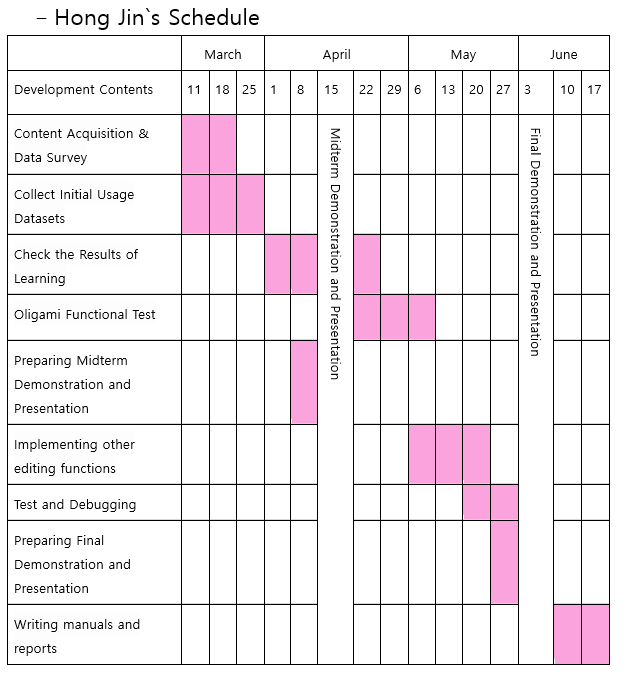 – Hong Jin`s Schedule
March April May June
Development Contents 11 18 25 1 8 15 22 29 6 13 20 27 3 10 17
Content Acquisition &
Data Survey
Collect Initial Usage
Datasets
Check the Results of
Learning
Oligami Functional Test
Preparing Midterm
Demonstration and
Presentation
Implementing other
editing functions
Test and Debugging
Preparing Final
Demonstration and
Presentation
Writing manuals and
reports
Midterm Demonstration and Presentation
Final Demonstration and Presentation